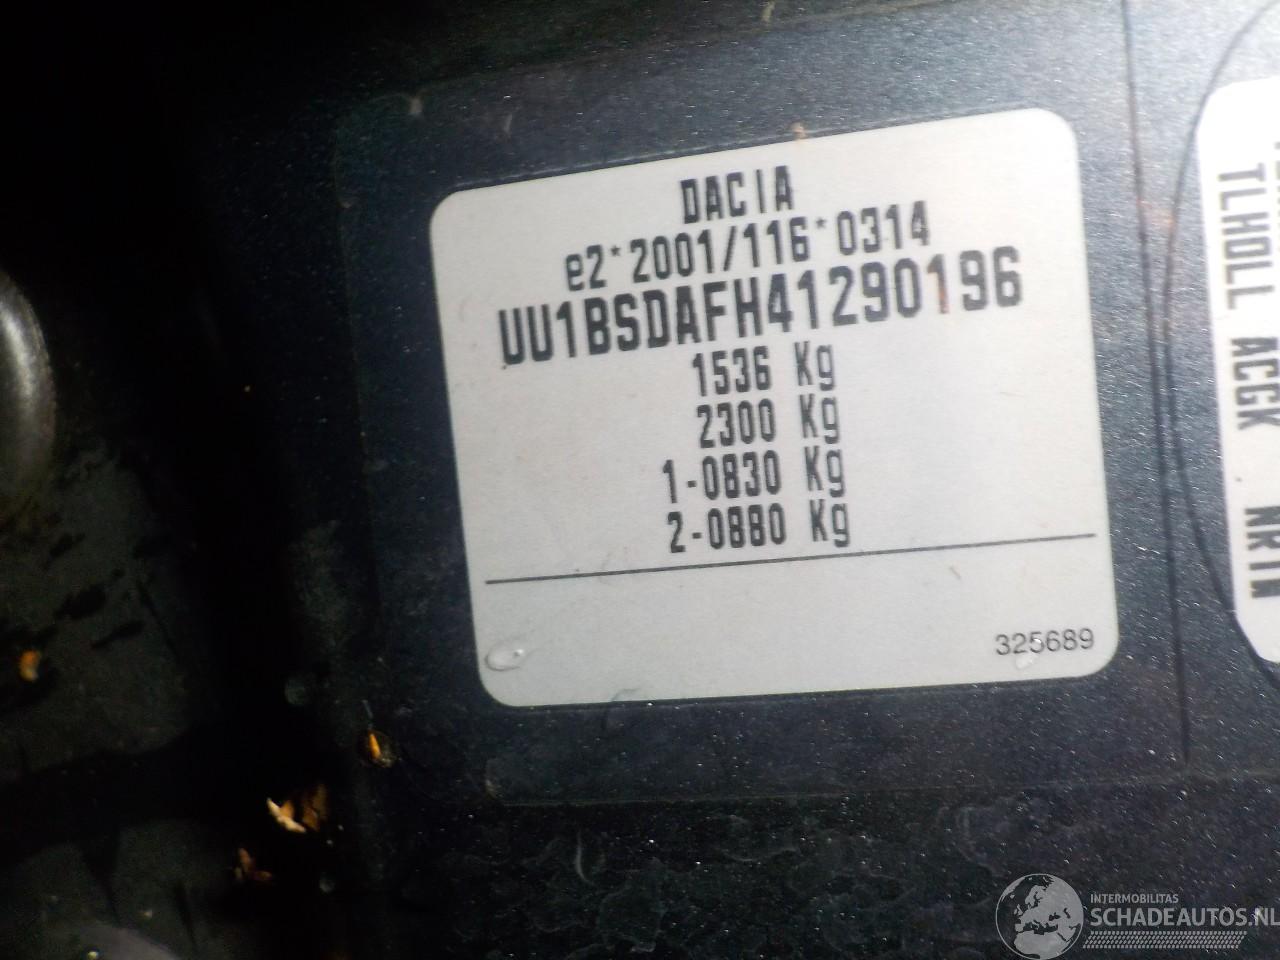 DACIA
e2*2001/116*0314
UU1BSDAFH41290196
1536 Kg
2300 Kg
1-0830 Kg
2-0880 Kg
325689
TLHOLL ACCK
INTERMOBILITAS
SCHADEAUTOS.NL